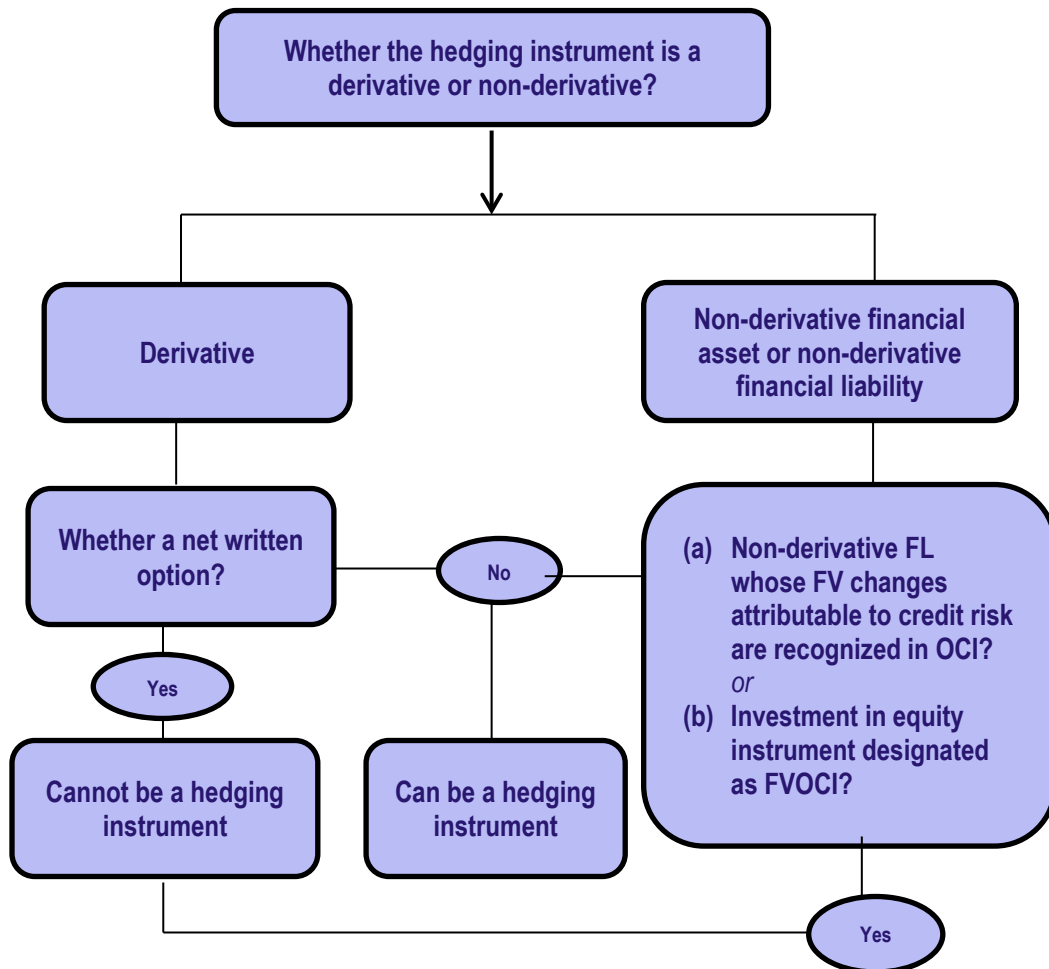 Whether the hedging instrument is a
derivative or non-derivative?
Derivative
Non-derivative financial
asset or non-derivative
financial liability
Whether a net written
option?
No
(a) Non-derivative FL
whose FV changes
attributable to credit risk
are recognized in OCI?
or
(b) Investment in equity
instrument designated
as FVOCI?
Yes
Cannot be a hedging
instrument
Can be a hedging
instrument
Yes